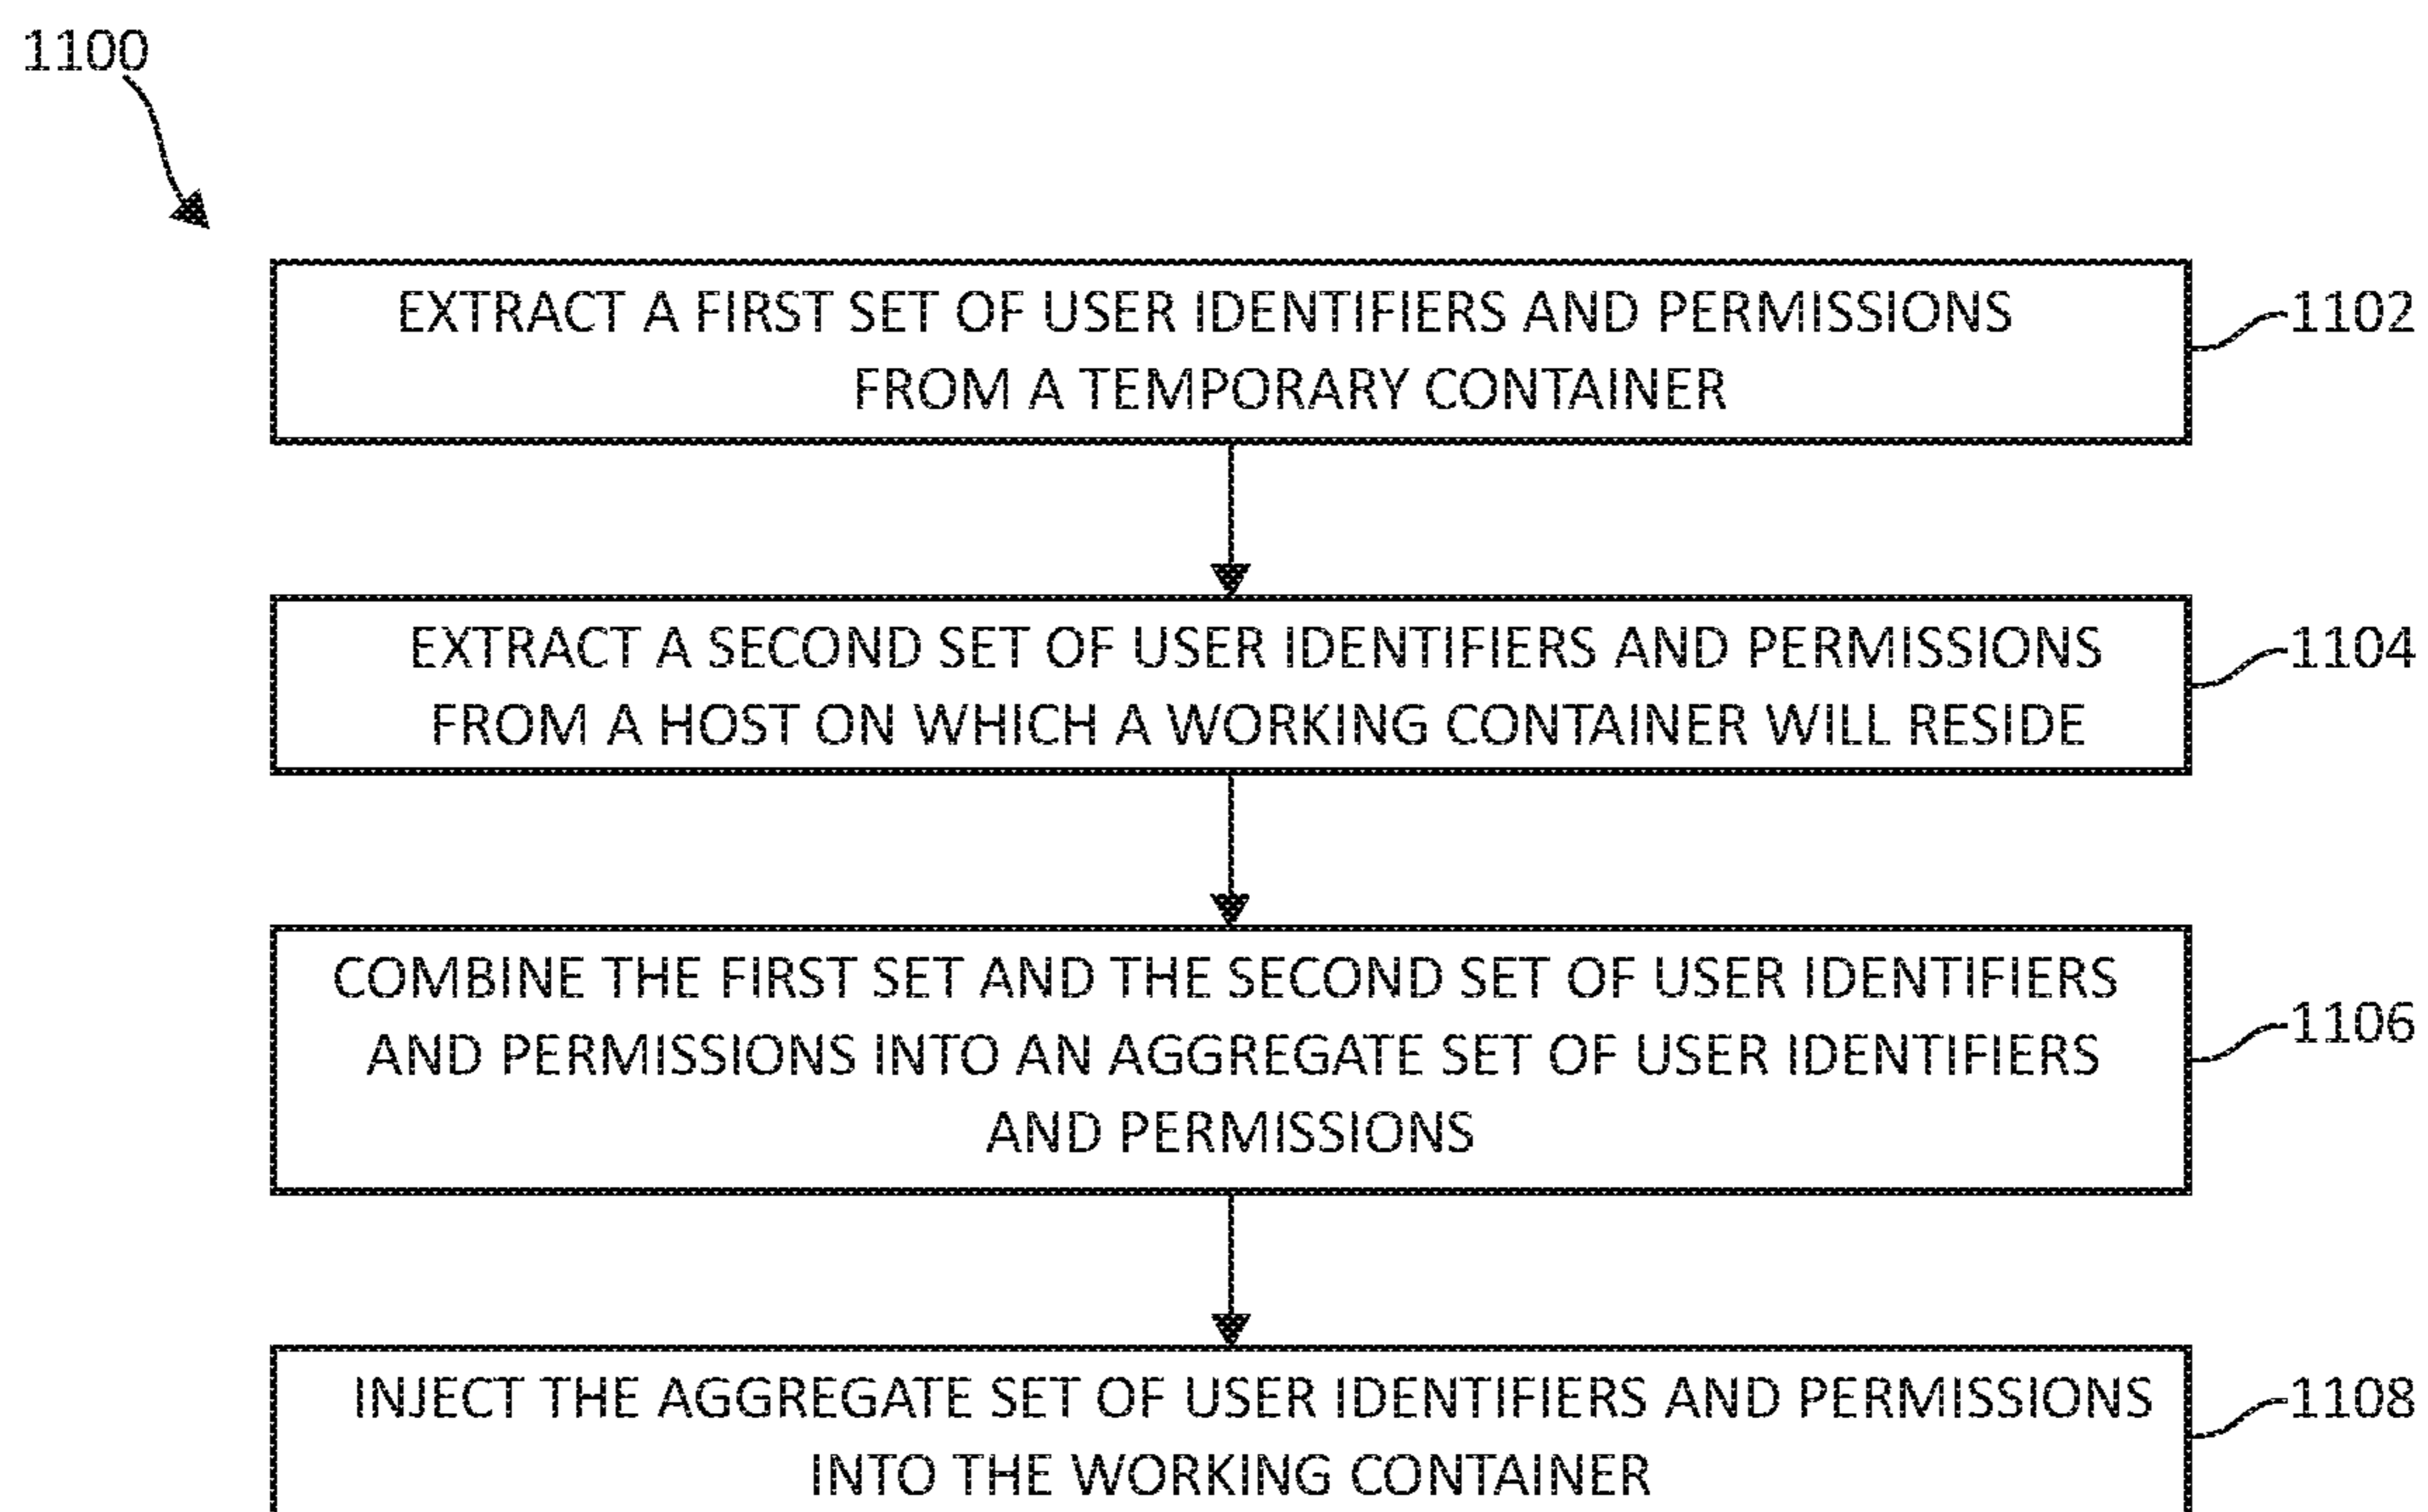 1100
EXTRACT A FIRST SET OF USER IDENTIFIERS AND PERMISSIONS
FROM A TEMPORARY CONTAINER
1102
EXTRACT A SECOND SET OF USER IDENTIFIERS AND PERMISSIONS
FROM A HOST ON WHICH A WORKING CONTAINER WILL RESIDE
1104
COMBINE THE FIRST SET AND THE SECOND SET OF USER IDENTIFIERS
AND PERMISSIONS INTO AN AGGREGATE SET OF USER IDENTIFIERS
AND PERMISSIONS
1106
INJECT THE AGGREGATE SET OF USER IDENTIFIERS AND PERMISSIONS
INTO THE WORKING CONTAINER
1108